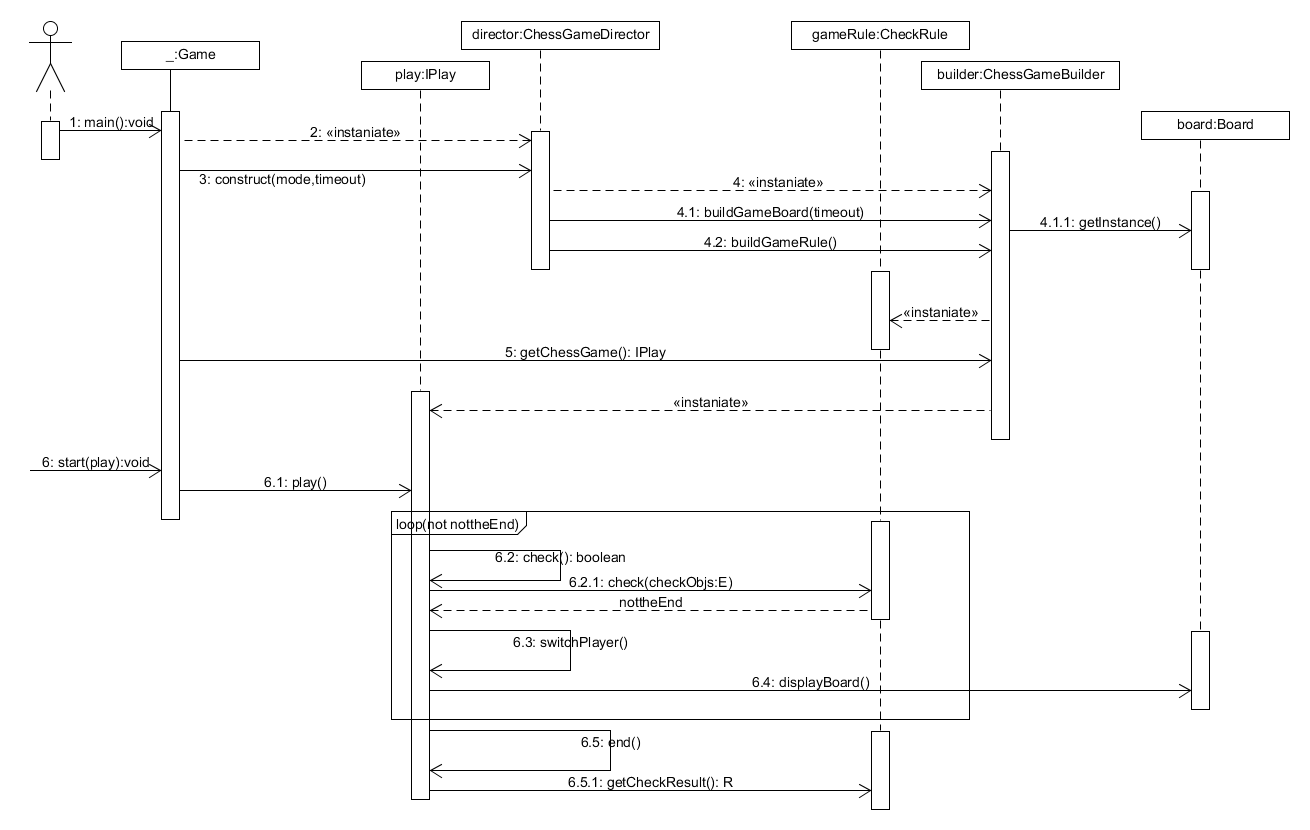 director:ChessGameDirector
gameRule:CheckRule
_:Game
play:IPlay
builder:ChessGameBuilder
board:Board
1: main():void
2: «instaniate»
3: construct(mode,timeout)
4: «instaniate»
4.1: buildGameBoard(timeout)
4.1.1: getInstance()
4.2: buildGameRule()
«instaniate»
5: getChessGame(): IPlay
«instaniate»
6: start(play):void
6.1: play()
loop(not nottheEnd)
6.2: check(): boolean
6.2.1: check(checkObjs:E)
nottheEnd
6.3: switchPlayer()
6.4: displayBoard()
6.5: end()
6.5.1: getCheckResult(): R